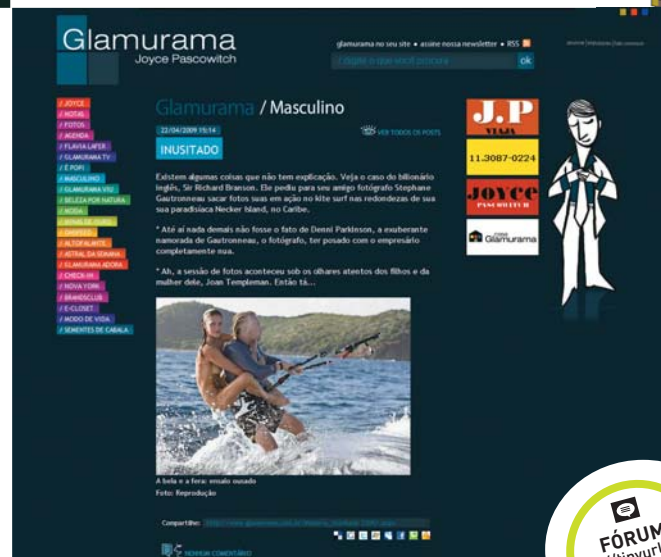 Glamurama
Joyce Pascowitch
glamurama no seu site • assine nossa newsletter • RSS
/ digite o que você procura
ok
/ JOYCE
/ NOTAS
/ FOTOS
/ AGENDA
/ FLAVIA LAFER
/ GLAMURAMA TV
/ É POP!
/ MASCULINO
/ GLAMURAMA VIU
/ BELEZA POR NATURA
/ MODA
/ ALTOFALANTE
/ ASTRAL DA SEMANA
/ GLAMURAMA ADORA
/ CHECK-IN
/ NOVA YORK
/ BRANDSCLUB
/ E-CLOSET
/ MODO DE VIDA
/ SEMENTES DE CABALA
Glamurama / Masculino
22/04/2009 15:14
VER TODOS OS POSTS
INUSITADO
Existem algumas coisas que não tem explicação. Veja o caso do bilionário
inglês, Sir Richard Branson. Ele pediu para seu amigo fotógrafo Stephane
Gautronneau sacar fotos suas em ação no kite surf nas redondezas de sua
sua paradisíaca Necker Island, no Caribe.
* Até aí nada demais não fosse o fato de Denni Parkinson, a exuberante
namorada de Gautronneau, o fotógrafo, ter posado com o empresário
completamente nua.
* Ah, a sessão de fotos aconteceu sob os olhares atentos dos filhos e da
mulher dele, Joan Templeman. Então tá...
A bela e a fera: ensaio ousado
Foto: Reprodução
Compartilhe:
NENHUM COMENTÁRIO
J.P
VIAJA
11.3087-0224
JOYCE
PASCOWITCH
casa
Glamurama
FÓRUM